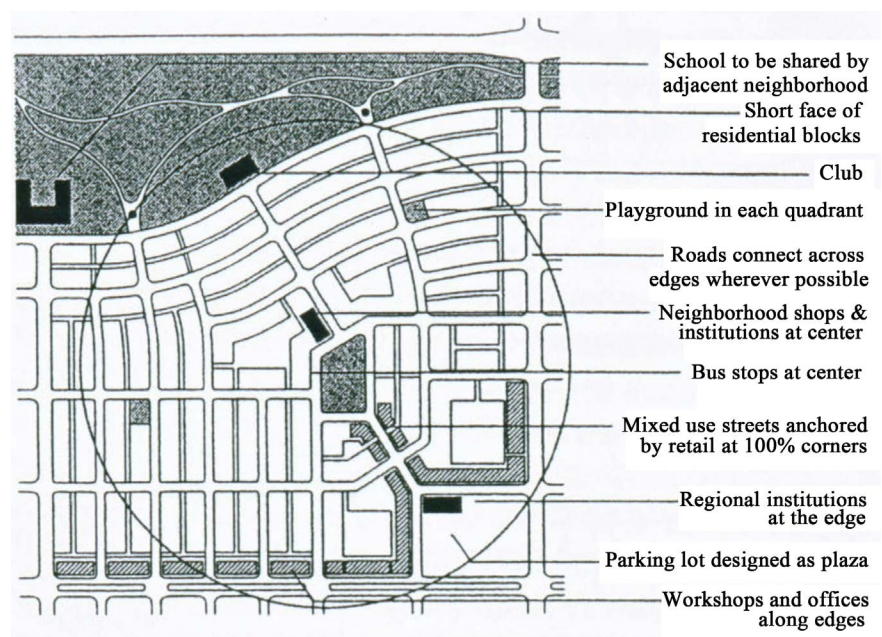 School to be shared by
adjacent neighborhood
Short face of
residential blocks
Club
Playground in each quadrant
Roads connect across
edges wherever possible
Neighborhood shops &
institutions at center
Bus stops at center
Mixed use streets anchored
by retail at 100% corners
Regional institutions
at the edge
Parking lot designed as plaza
Workshops and offices
along edges